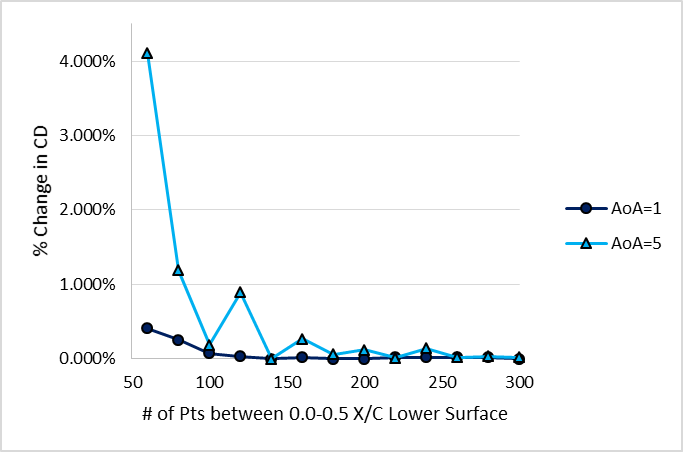 4.000%
3.000%
2.000%
1.000%
0.000%
% Change in CD
50 100 150 200 250 300
# of Pts between 0.0-0.5 X/C Lower Surface
AoA=1
AoA=5